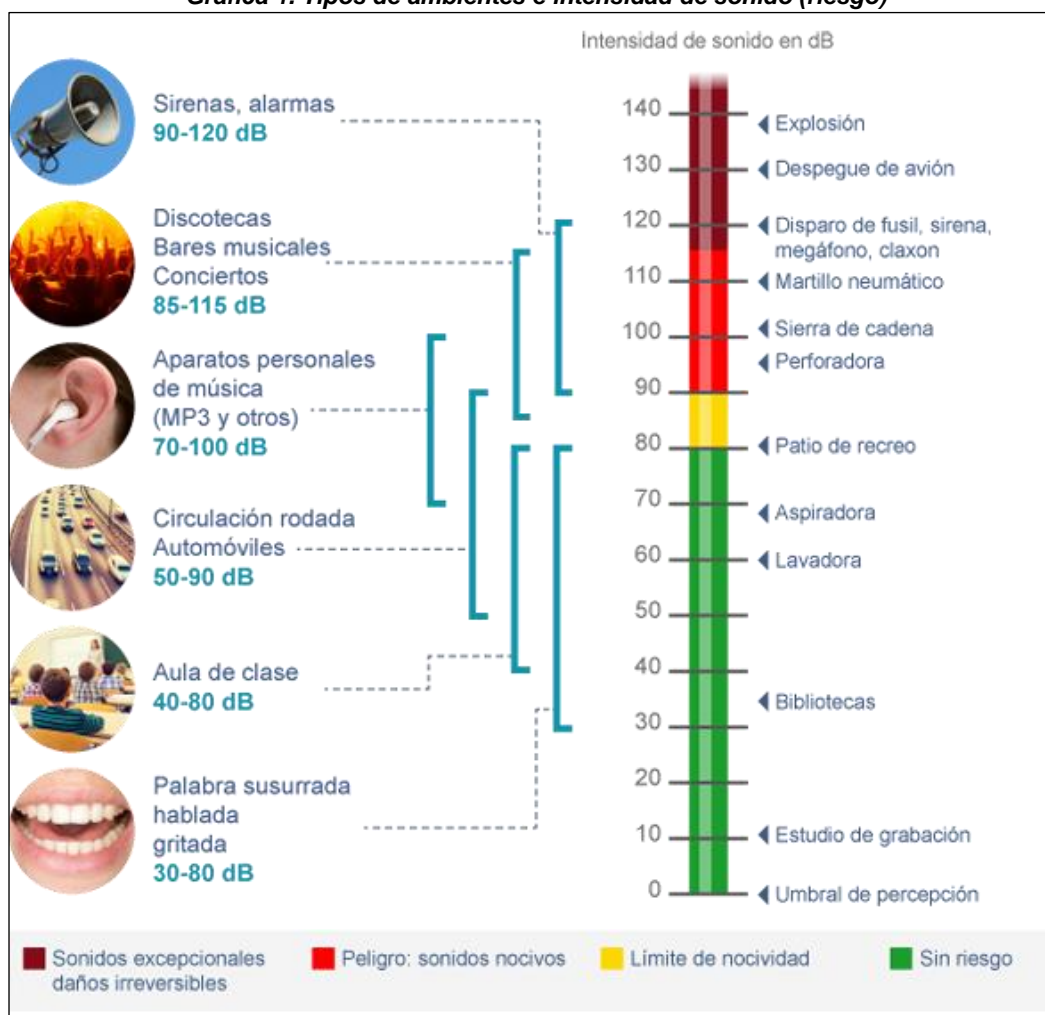 Gráfica 1. Tipos de ambientes e intensidad de sonido (riesgo)
Intensidad de sonido en dB
Sirenas, alarmas
90-120 dB
Discotecas
Bares musicales
Conciertos
85-115 dB
Aparatos personales
de música
(MP3 y otros)
70-100 dB
Circulación rodada
Automóviles
50-90 dB
Aula de clase
40-80 dB
Palabra susurrada
hablada
gritada
30-80 dB
140
130
120
110
100
90
80
70
60
50
40
30
20
10
0
Explosión
Despegue de avión
Disparo de fusil, sirena,
megáfono, claxon
Martillo neumático
Sierra de cadena
Perforadora
Patio de recreo
Aspiradora
Lavadora
Bibliotecas
Estudio de grabación
Umbral de percepción
Sonidos excepcionales
daños irreversibles
Peligro: sonidos nocivos
Límite de nocividad
Sin riesgo